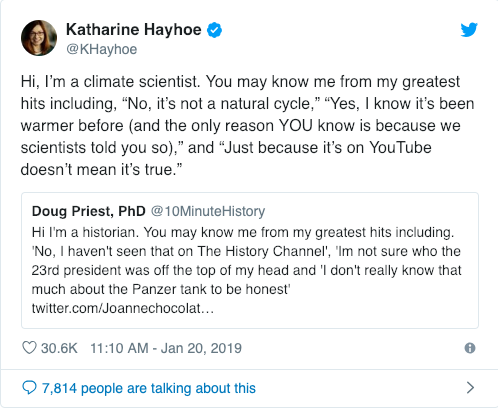 Katharine Hayhoe
@KHayhoe
Hi, I'm a climate scientist. You may know me from my greatest
hits including, “No, it's not a natural cycle,” “Yes, I know it's been
warmer before (and the only reason YOU know is because we
scientists told you so),” and “Just because it's on YouTube
doesn't mean it's true.”
Doug Priest, PhD @10MinuteHistory
Hi I'm a historian. You may know me from my greatest hits including.
'No, I haven't seen that on The History Channel', 'Im not sure who the
23rd president was off the top of my head and 'I don't really know that
much about the Panzer tank to be honest'
twitter.com/Joannechocolat…
30.6K 11:10 AM - Jan 20, 2019
7,814 people are talking about this